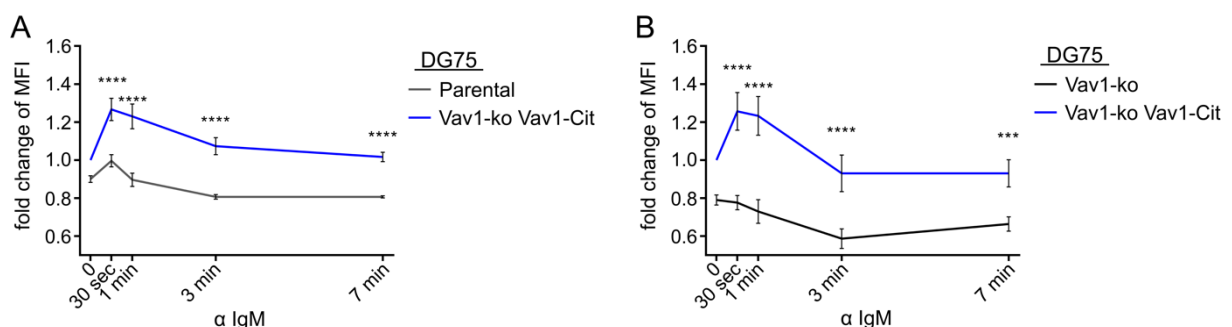 A
fold change of MFI
1.6
1.4
1.2
1.0
0.8
0.6
****
****
****
****
0
30 sec
1 min
3 min
7 min
α IgM
DG75
Parental
Vav1-ko Vav1-Cit
B
fold change of MFI
1.6
1.4
1.2
1.0
0.8
0.6
****
****
****
***
0
30 sec
1 min
3 min
7 min
α IgM
DG75
Vav1-ko
Vav1-ko Vav1-Cit